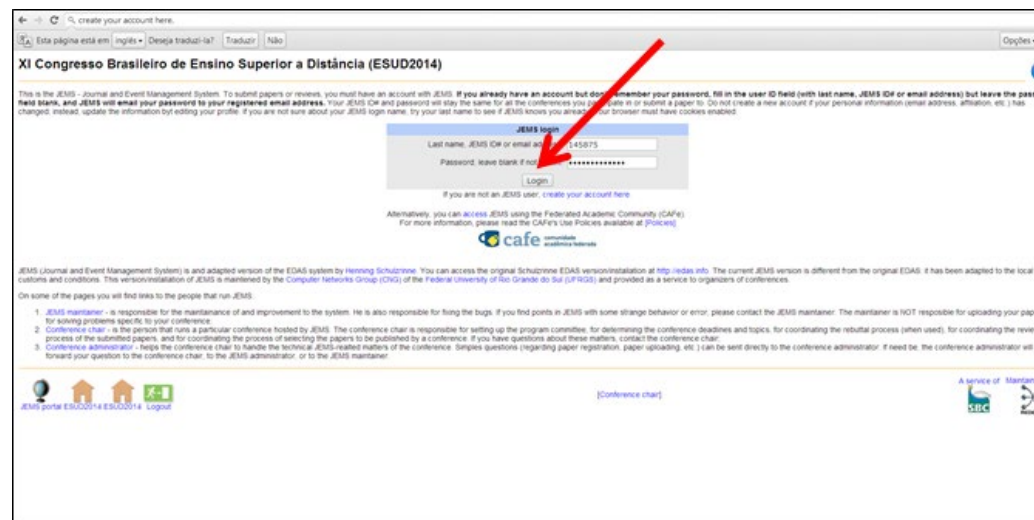 create your account here.
Esta página está em inglês Deseja traduzi-la? Traduzir Não Opções
XI Congresso Brasileiro de Ensino Superior a Distância (ESUD2014)
This is the JEMS - Journal and Event Management System. To submit papers or reviews, you must have an account with JEMS. If you already have an account but don't remember your password, fill in the user ID field (with last name, JEMS ID# or email address) but leave the pas
field blank, and JEMS will email your password to your registered email address. Your JEMS ID# and password will stay the same for all the conferences you participate in or submit a paper to. Do not create a new account if your personal information (email address, affiliation, etc.) has
changed; instead, update the information by editing your profile. If you are not sure about your JEMS login name, try your last name to see if JEMS knows you already. Your browser must have cookies enabled.
JEMS login
Last name, JEMS ID# or email 145875
Password, leave blank if not
Login
If you are not an JEMS user, create your account here
Alternatively, you can access JEMS using the Federated Academic Community (CAFe).
For more information, please read the CAFe's Use Policies available at [Policies]
cafe comunidade
acadêmica federada
JEMS (Journal and Event Management System) is and adapted version of the EDAS system by Henning Schulzrinne. You can access the original Schulzrinne EDAS version/installation at http://edas.info. The current JEMS version is different from the original EDAS: it has been adapted to the local
customs and conditions. This version/installation of JEMS is mantained by the Computer Networks Group (CNG) of the Federal University of Rio Grande do Sul (UFRGS) and provided as a service to organizers of conferences.
On some of the pages you will find links to the people that run JEMS:
1. JEMS maintainer - is responsible for the maintainance of and improvement to the system. He is also responsible for fixing the bugs. If you find points in JEMS with some strange behavior or error, please contact the JEMS maintainer. The maintainer is NOT resposible for uploading your pap
for solving problems specific to your conference;
2. Conference chair - is the person that runs a particular conference hosted by JEMS. The conference chair is responsible for setting up the program committee, for determining the conference deadlines and topics, for coordinating the rebuttal process (when used), for coordinating the revi
process of the submitted papers, and for coordinating the process of selecting the papers to be published by a conference. If you have questions about these matters, contact the conference chair;
3. Conference administrator - helps the conference chair to handle the technical JEMS-realted matters of the conference. Simples questions (regarding paper registration, paper uploading, etc.) can be sent directly to the conference administrator. If need be, the conference administrator will
forward your question to the conference chair, to the JEMS administrator, or to the JEMS maintainer.
JEMS portal ESUD2014 ESUD2014 Logout
[Conference chair]
A service of Maintain
SBC